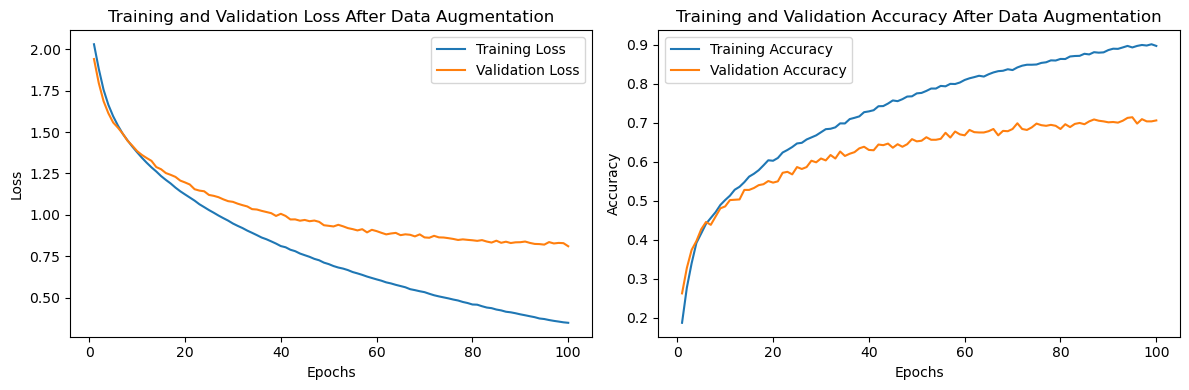 Training and Validation Loss After Data Augmentation
Training Loss
Validation Loss
2.00
1.75
1.50
1.25
1.00
0.75
0.50
Loss
0 20 40 60 80 100
Epochs
Training and Validation Accuracy After Data Augmentation
Training Accuracy
Validation Accuracy
0.9
0.8
0.7
0.6
0.5
0.4
0.3
0.2
Accuracy
0 20 40 60 80 100
Epochs